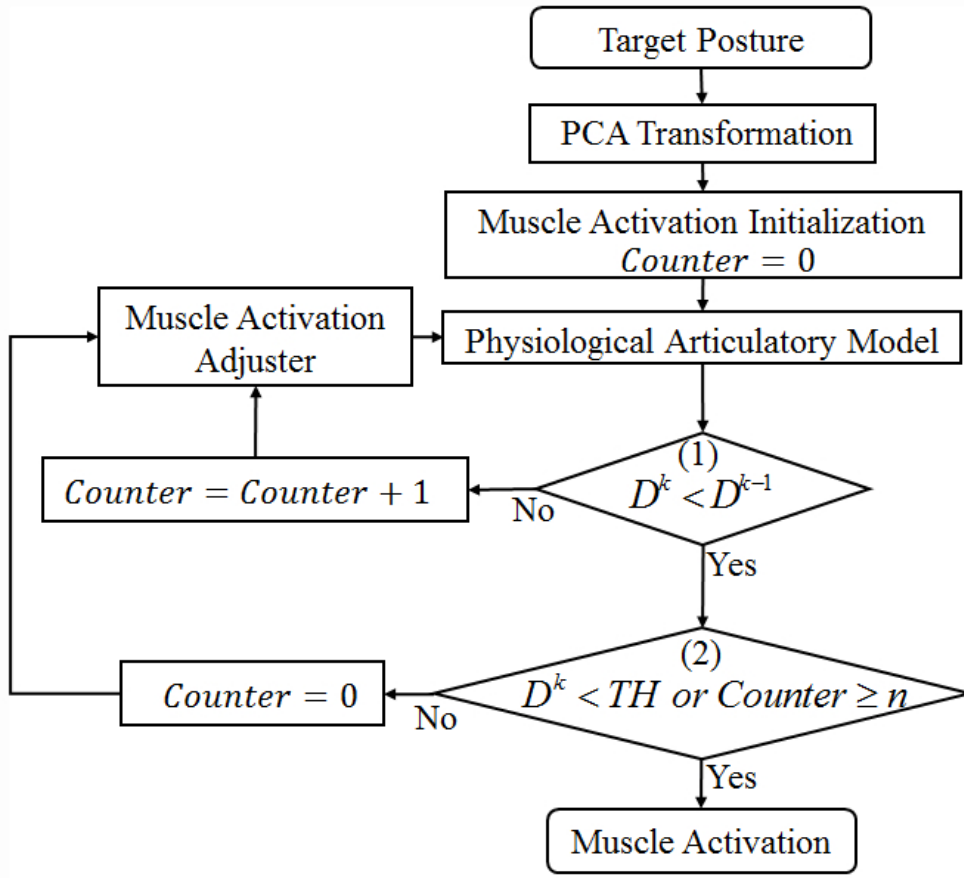 Target Posture
PCA Transformation
Muscle Activation Initialization
Counter = 0
Muscle Activation
Adjuster
Physiological Articulatory Model
(1)
D^k < D^{k-1}
No
Counter = Counter + 1
Yes
(2)
D^k < TH or Counter ≥ n
No
Counter = 0
Yes
Muscle Activation